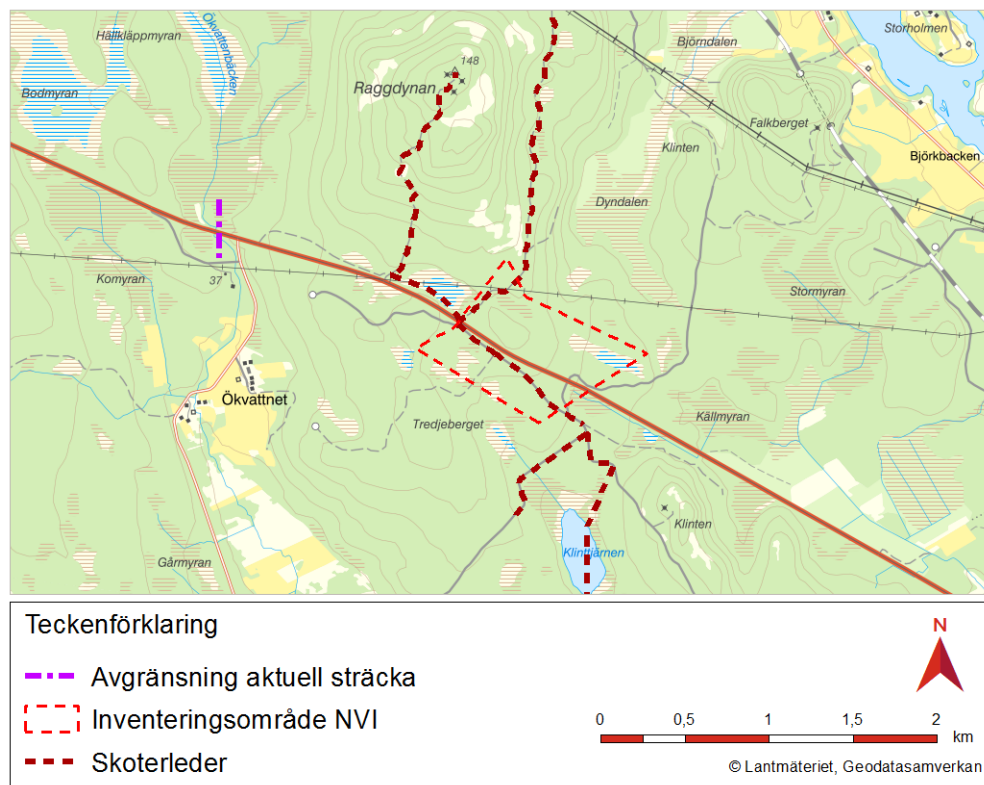 Hällkläppmyran
Ökvattenbäcken
Björndalen
Storholmen
148
Raggdynan
Bodmyran
Falkberget
Klinten
Björkbacken
Dyndalen
Komyran
37
Stormyran
Ökvattnet
Tredjeberget
Källmyran
Klinten
Klinttjärnen
Gårmyran
Teckenförklaring
Avgränsning aktuell sträcka
Inventeringsområde NVI
Skoterleder
N
0 0,5 1 1,5 2
km
© Lantmäteriet, Geodatasamverkan